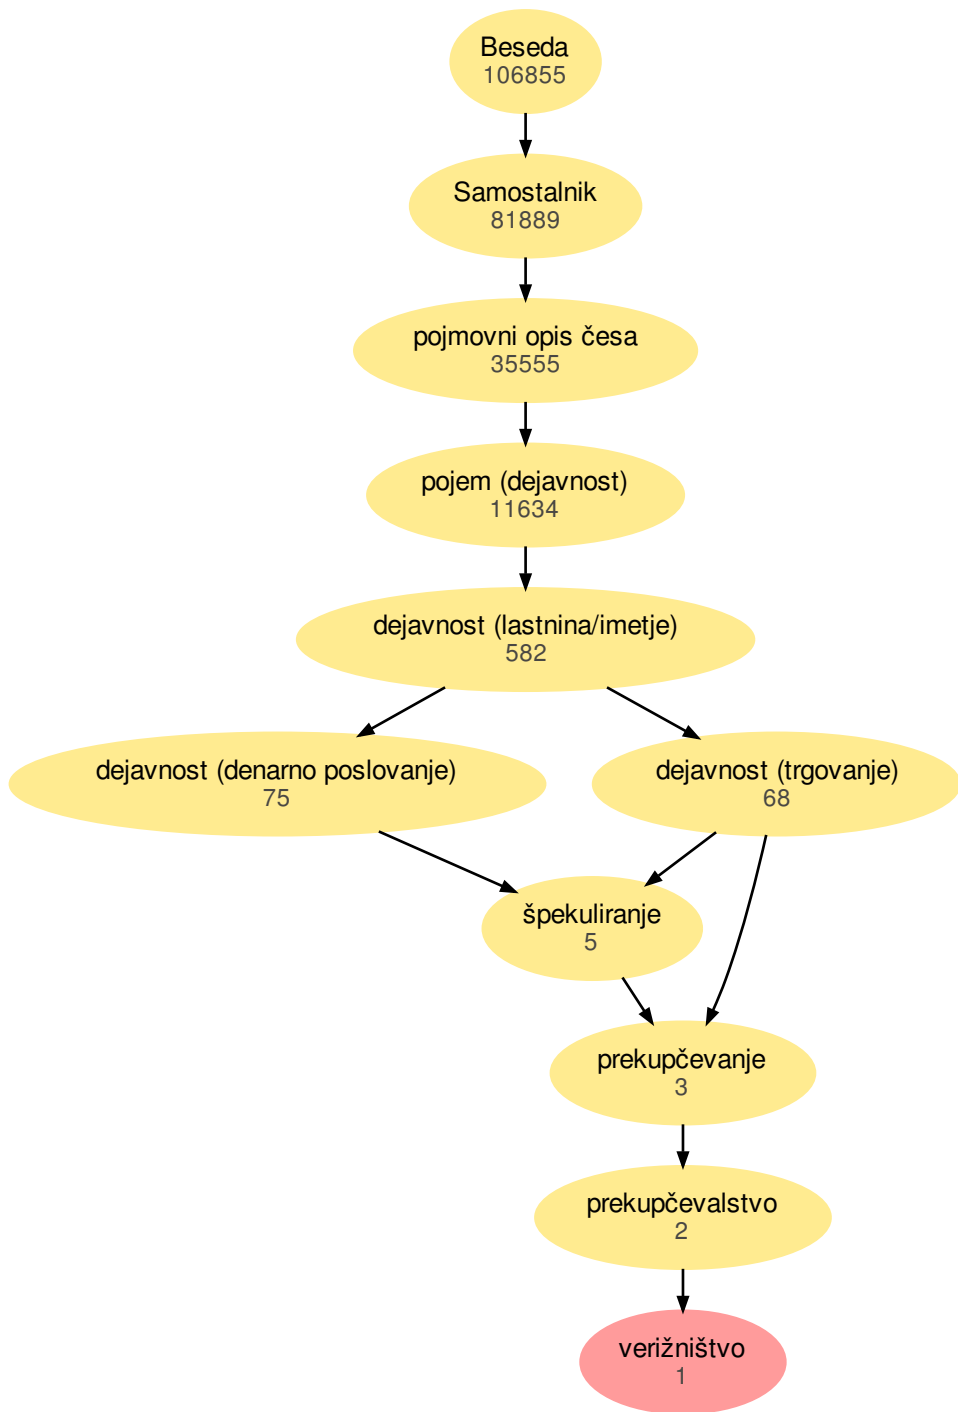 Beseda
106855
Samostalnik
81889
pojmovni opis česa
35555
pojem (dejavnost)
11634
dejavnost (lastnina/imetje)
582
dejavnost (denarno poslovanje)
75
dejavnost (trgovanje)
68
špekuliranje
5
prekupčevanje
3
prekupčevalstvo
2
verižništvo
1